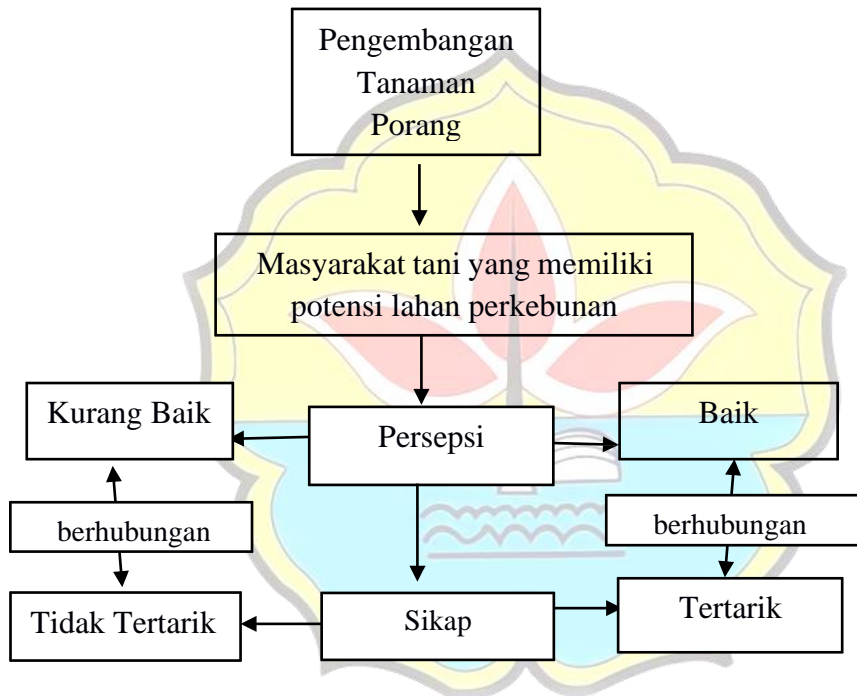 Pengembangan
Tanaman
Porang
Masyarakat tani yang memiliki
potensi lahan perkebunan
Kurang Baik
Persepsi
Baik
berhubungan
berhubungan
Tidak Tertarik
Sikap
Tertarik